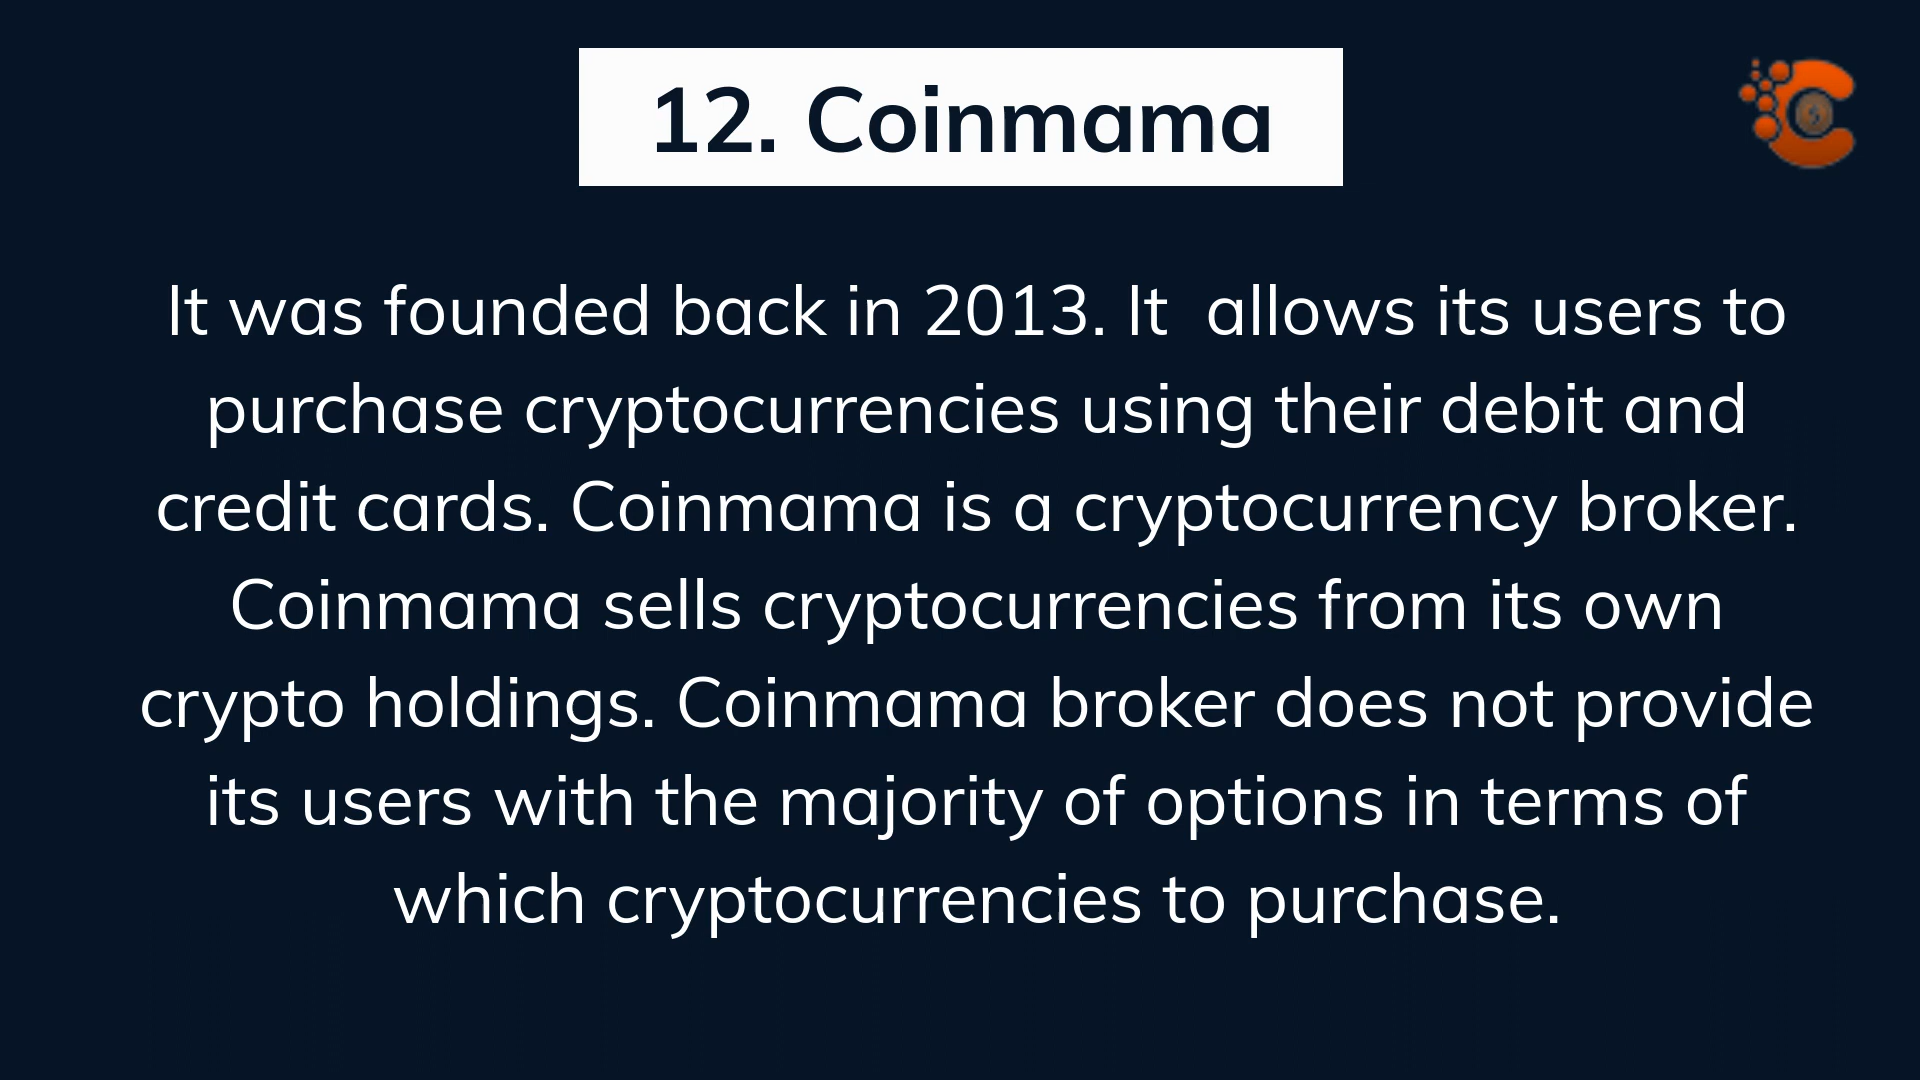 12. Coinmama
It was founded back in 2013. It  allows its users to
purchase cryptocurrencies using their debit and
credit cards. Coinmama is a cryptocurrency broker.
Coinmama sells cryptocurrencies from its own
crypto holdings. Coinmama broker does not provide
its users with the majority of options in terms of
which cryptocurrencies to purchase.